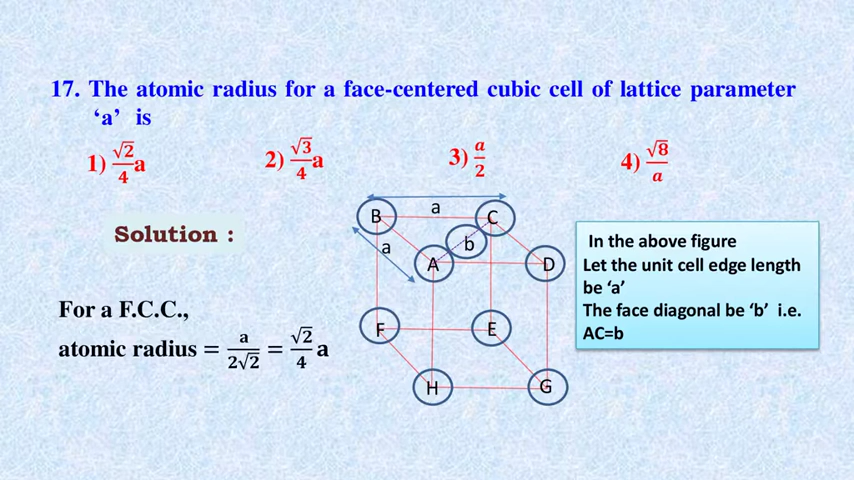 17. The atomic radius for a face-centered cubic cell of lattice parameter
‘a’ is
1) √2/4 a 2) √3/4 a 3) a/2 4) √8/a
Solution :
For a F.C.C.,
atomic radius = a/2√2 = √2/4 a
a
B
C
a
b
A
D
F
E
H
G
In the above figure
Let the unit cell edge length
be ‘a’
The face diagonal be ‘b’ i.e.
AC=b